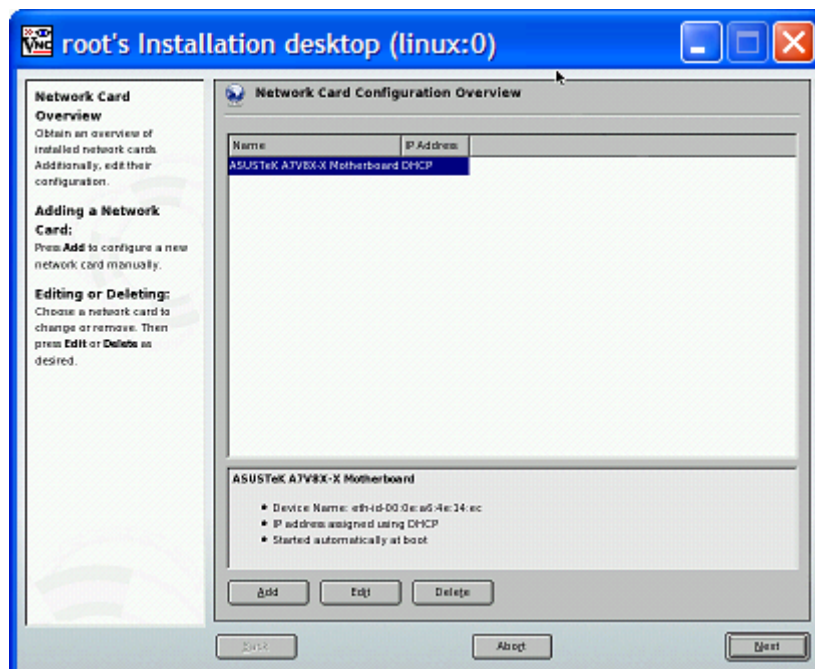 VNC root's Installation desktop (linux:0)
Network Card
Overview
Obtain an overview of
installed network cards.
Additionally, edit their
configuration.
Adding a Network
Card:
Press Add to configure a new
network card manually.
Editing or Deleting:
Choose a network card to
change or remove. Then
press Edit or Delete as
desired.
Network Card Configuration Overview
Name IP Address
ASUSTeK A7V8X-X Motherboard DHCP
ASUSTeK A7V8X-X Motherboard
Device Name: eth-id-00:0e:a6:4e:14:ec
IP address assigned using DHCP
Started automatically at boot
Add Edit Delete
Back Abort Next